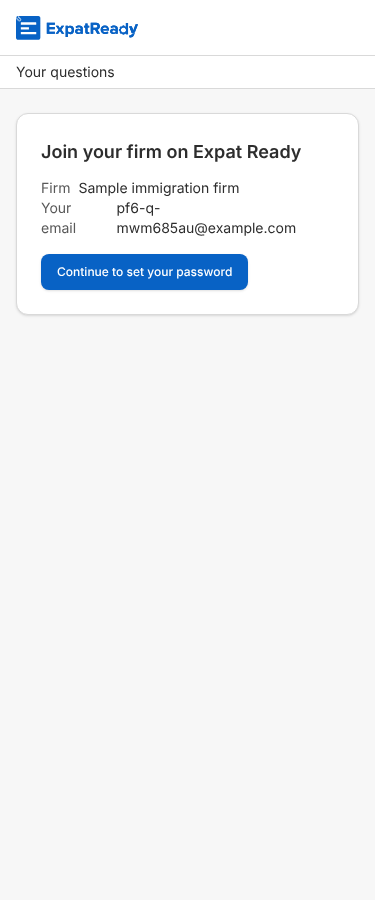 ExpatReady
Your questions
Join your firm on Expat Ready
Firm Sample immigration firm
Your pf6-q-
email mwm685au@example.com
Continue to set your password